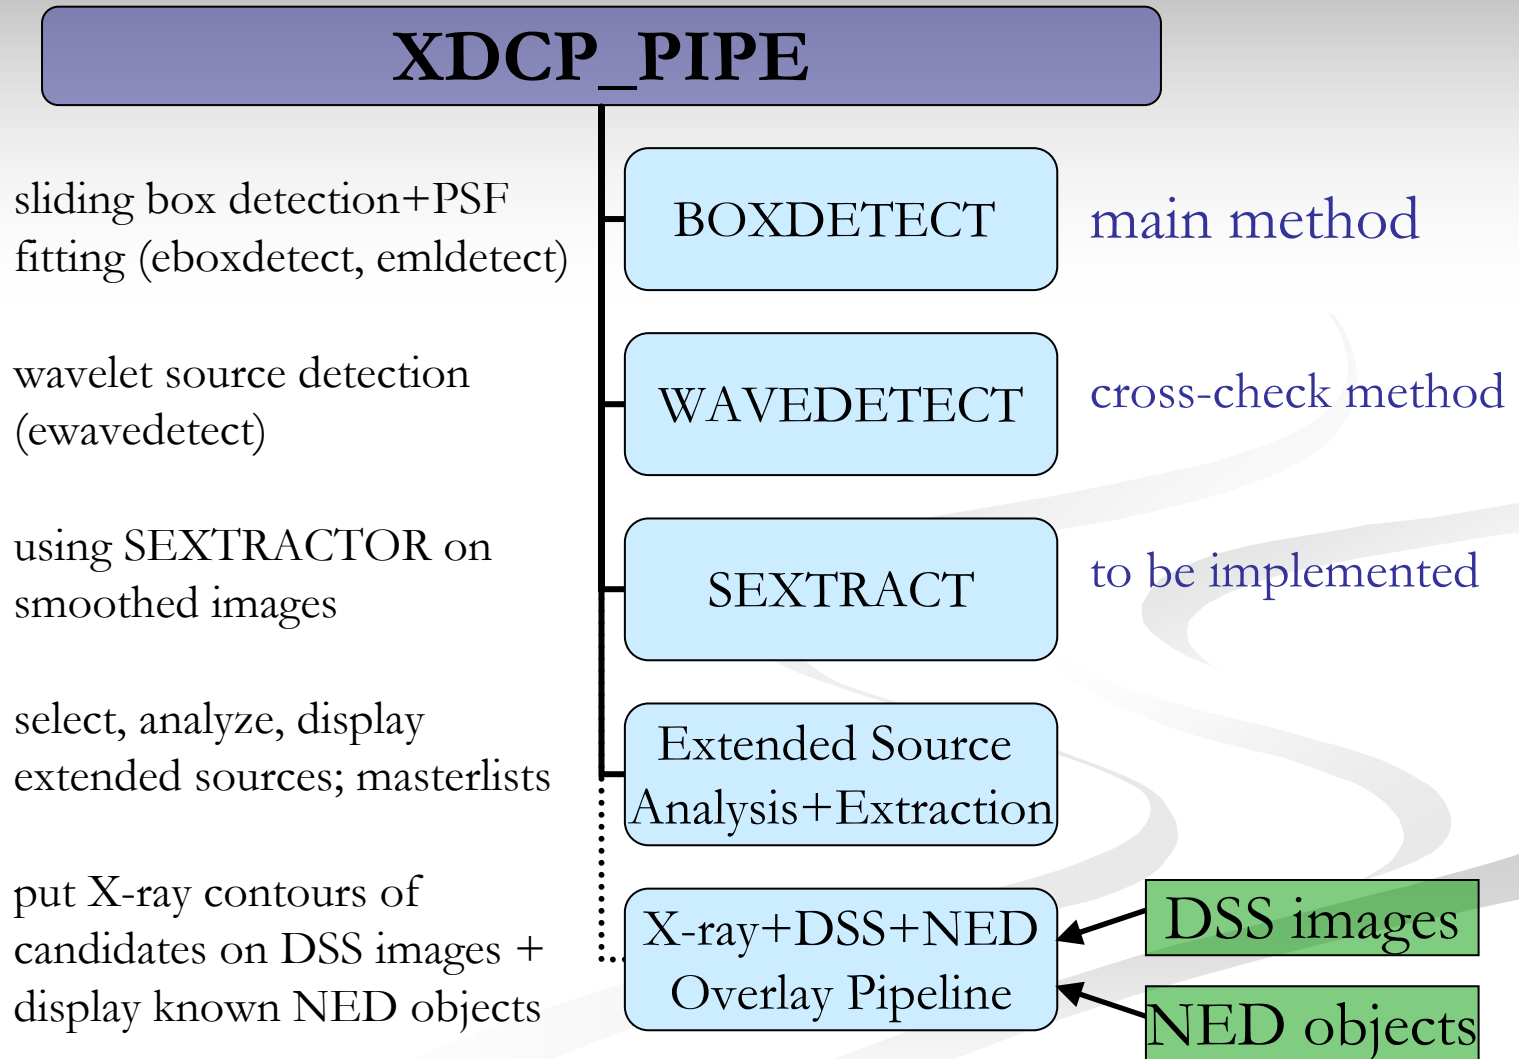 XDCP_PIPE
sliding box detection+PSF
fitting (eboxdetect, emldetect)
BOXDETECT
main method
wavelet source detection
(ewavedetect)
WAVEDETECT
cross-check method
using SEXTRACTOR on
smoothed images
SEXTRACT
to be implemented
select, analyze, display
extended sources; masterlists
Extended Source
Analysis+Extraction
put X-ray contours of
candidates on DSS images +
display known NED objects
X-ray+DSS+NED
Overlay Pipeline
DSS images
NED objects